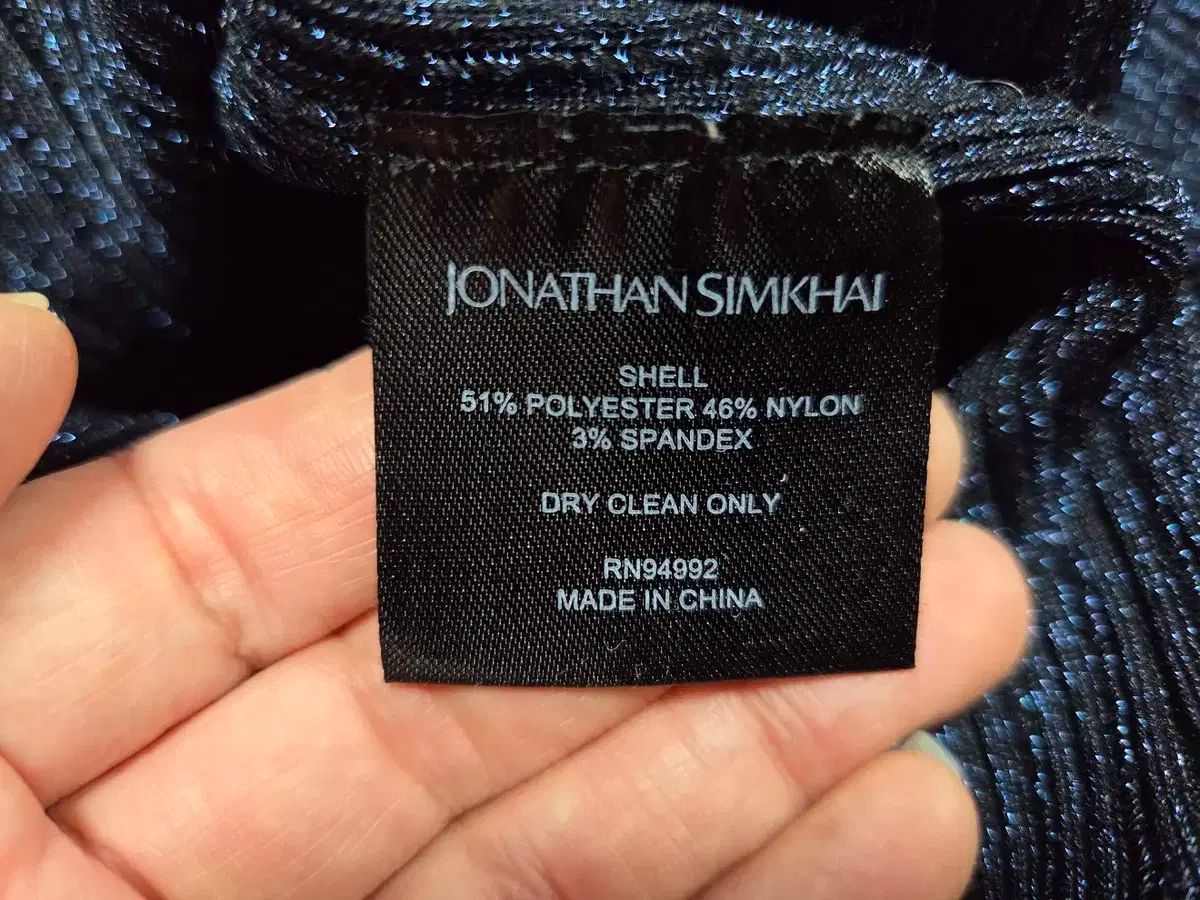 JONATHAN SIMKHAI
SHELL
51% POLYESTER 46% NYLON
3% SPANDEX
DRY CLEAN ONLY
RN94992
MADE IN CHINA